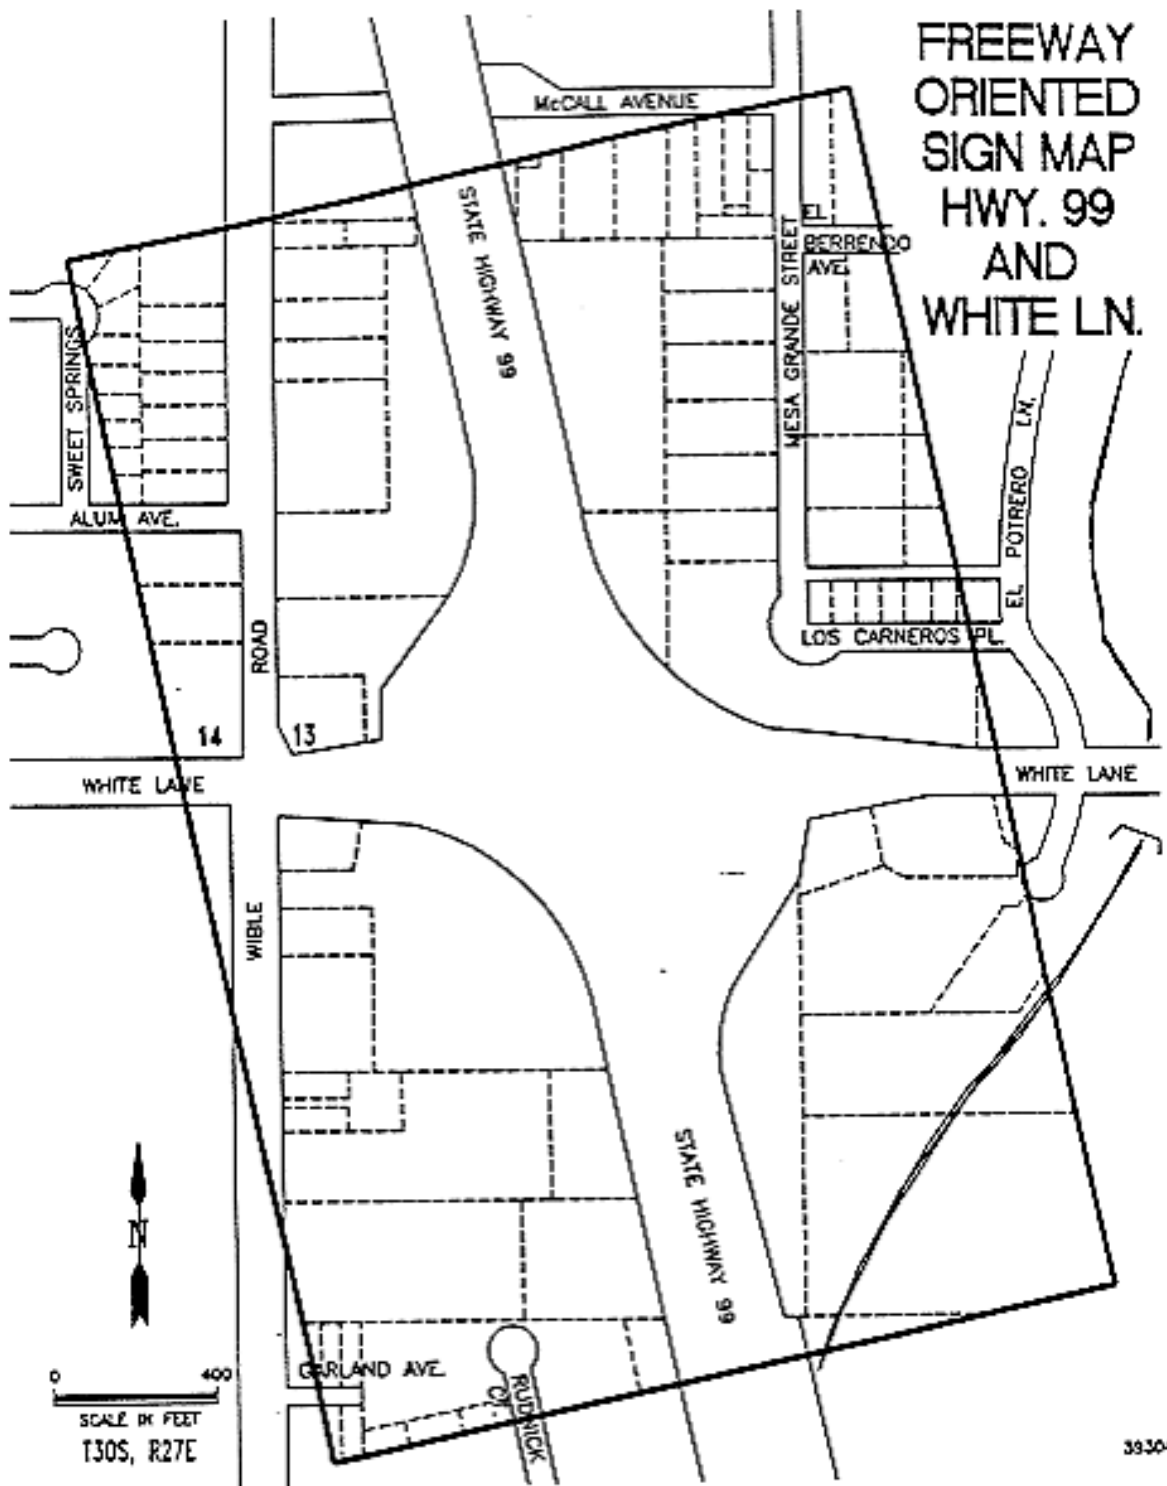 FREEWAY
ORIENTED
SIGN MAP
HWY. 99
AND
WHITE LN.
McCALL AVENUE
STATE HIGHWAY 99
EL
BERRENDO
AVE.
MESA GRANDE STREET
SWEET SPRINGS
ALUM AVE.
EL POTRERO LN.
ROAD
LOS CARNEROS PL.
14
13
WHITE LANE
WHITE LANE
WIBLE
STATE HIGHWAY 99
N
GARLAND AVE.
RUDNICK
CT
0 400
SCALE IN FEET
T30S, R27E
3930